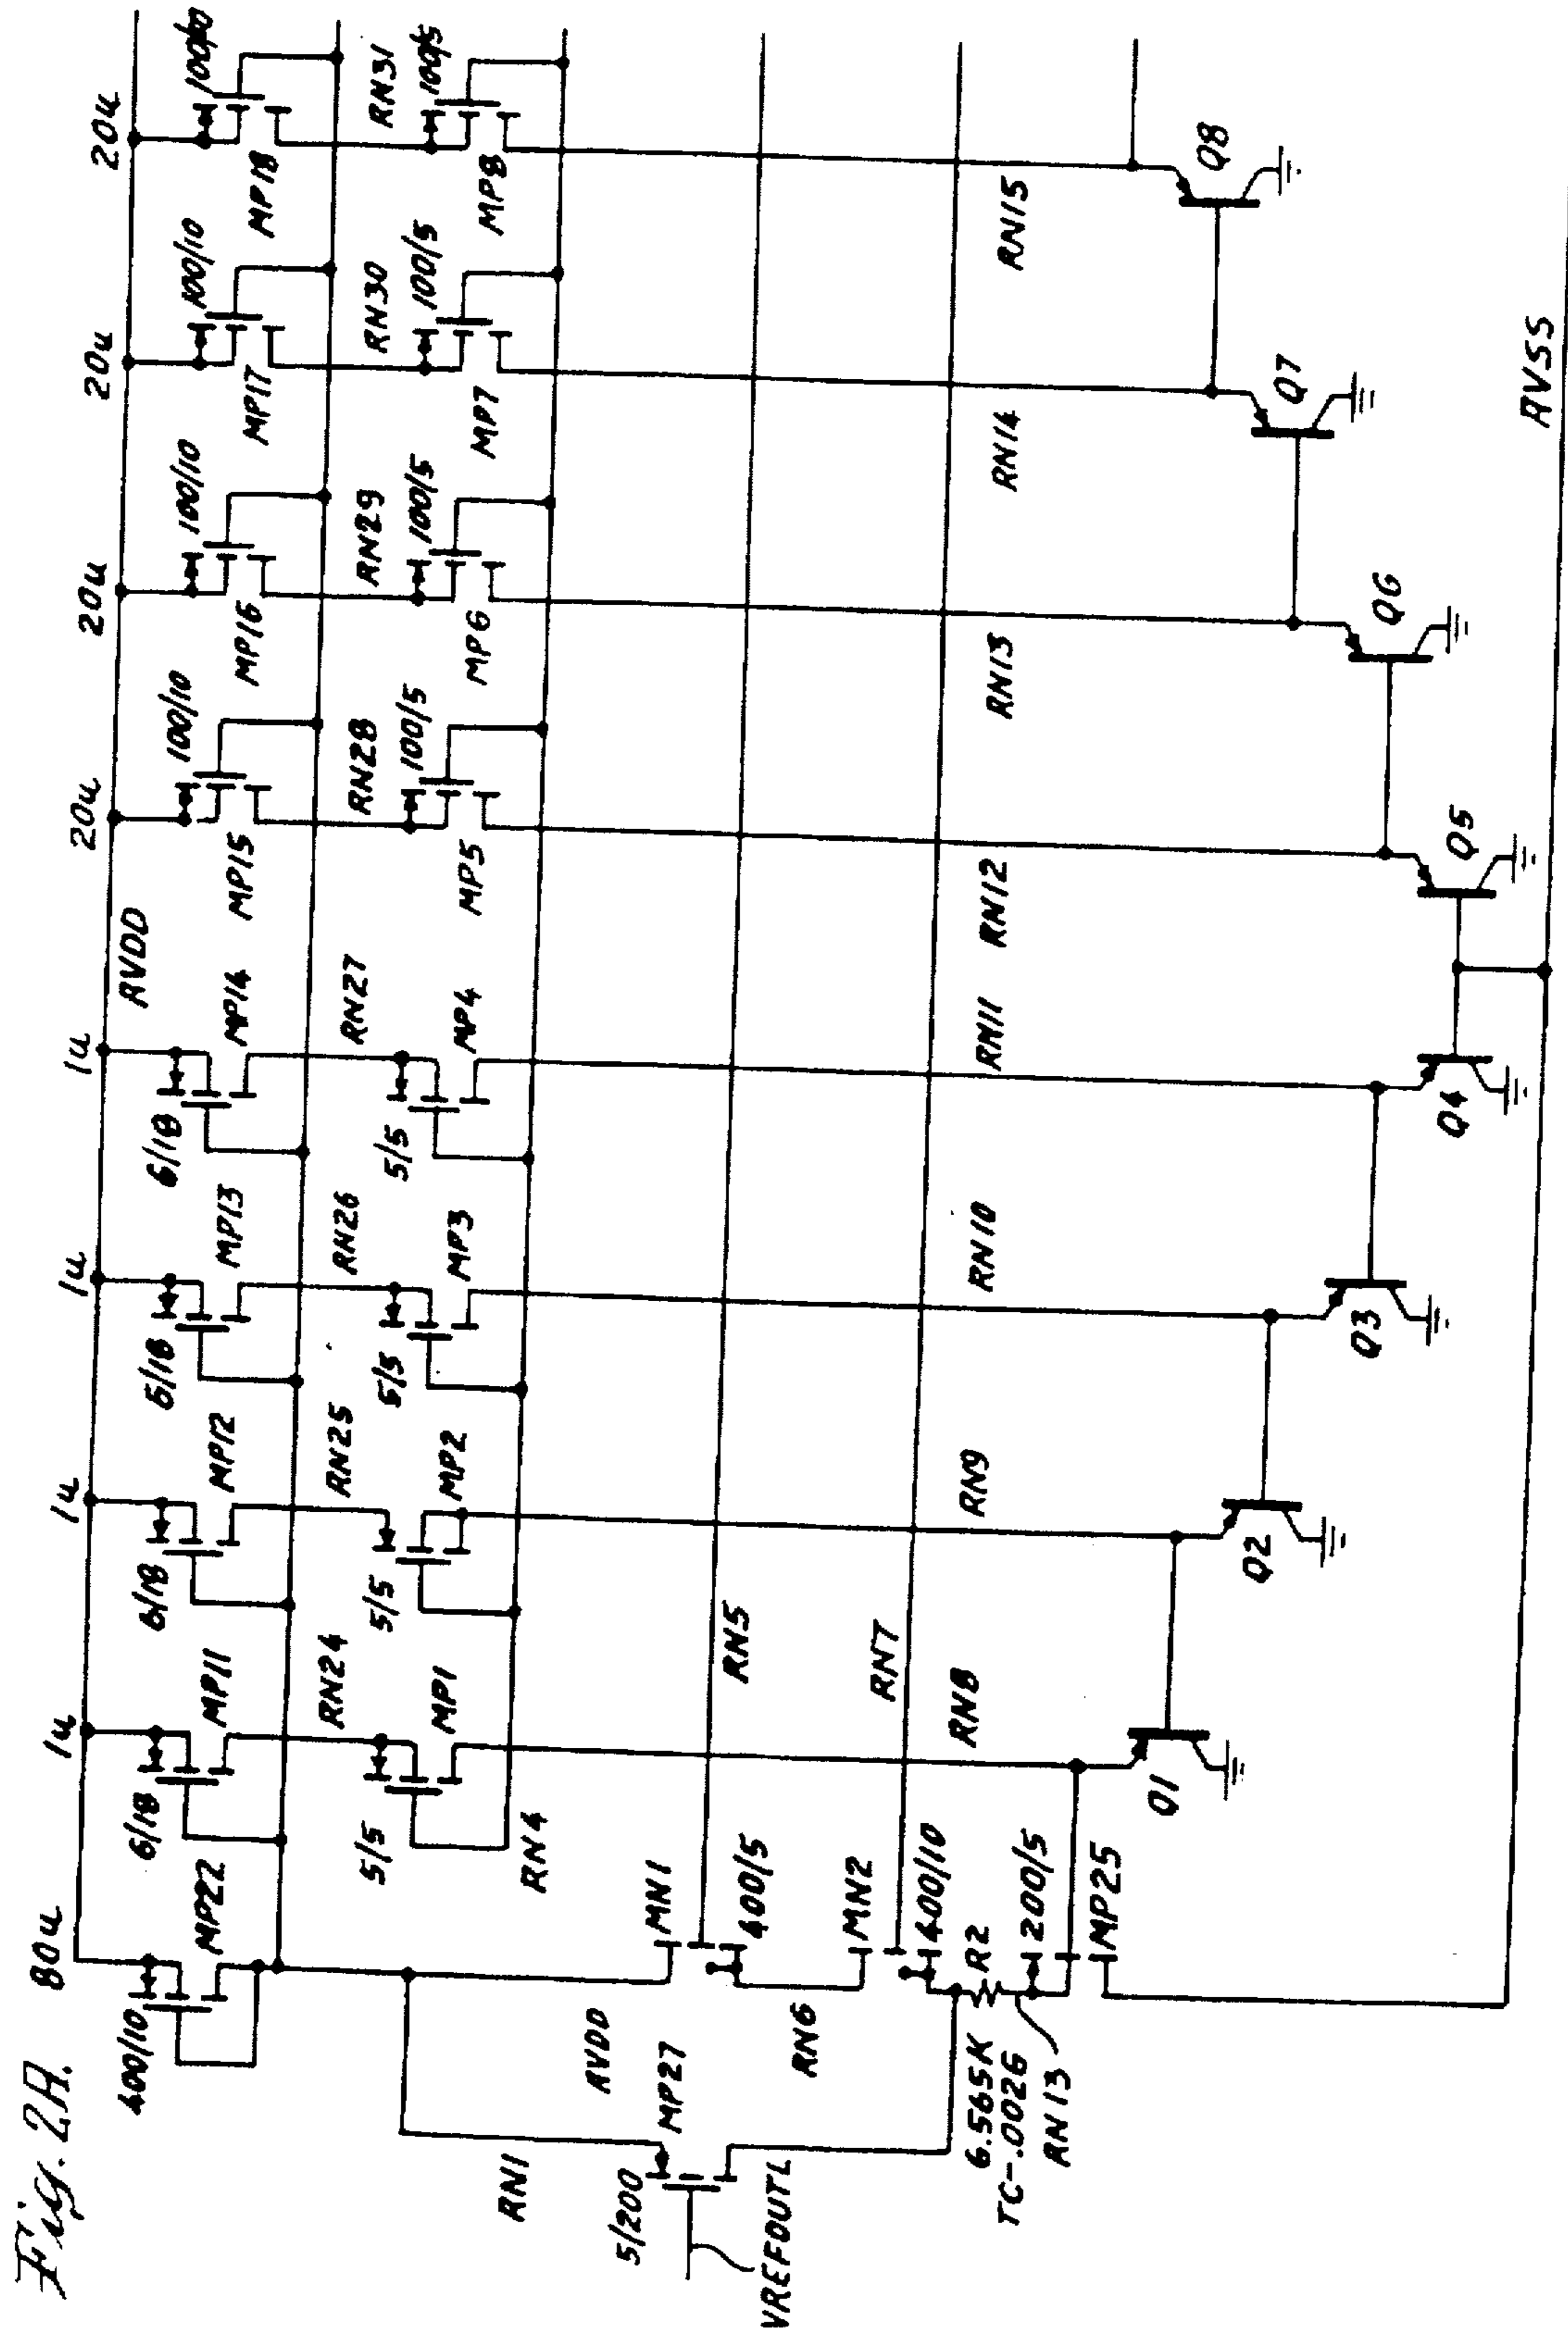 Fig. 2A.
80u
1u
1u
1u
1u
20u
20u
20u
20u
RVDD
400/10
MP22
6/18
MP11
6/18
MP12
6/18
MP13
6/18
MP14
100/10
MP15
100/10
MP16
100/10
MP17
100/10
MP18
RN24
RN25
RN26
RN27
RN28
RN29
RN30
RN31
5/5
MP1
5/5
MP2
5/5
MP3
5/5
MP4
100/5
MP5
100/5
MP6
100/5
MP7
100/5
MP8
RN4
RN1
RVDD
MN1
400/5
RN5
5/200
MP27
VREFOUTL
RN6
MN2
400/10
RN7
R2
6.565K
TC-.0026
RN13
200/5
MP25
RN8
RN9
RN10
RN11
RN12
RN13
RN14
RN15
Q1
Q2
Q3
Q4
Q5
Q6
Q7
Q8
RVSS